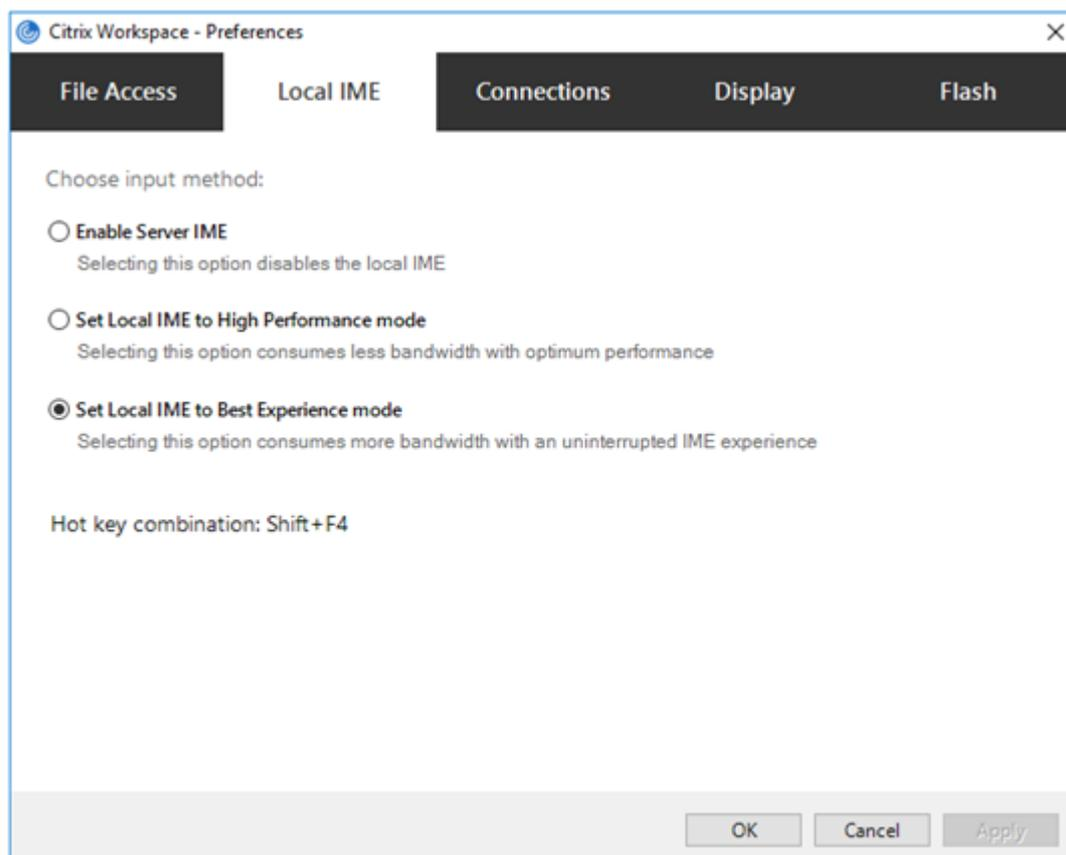 Citrix Workspace - Preferences
File Access Local IME Connections Display Flash
Choose input method:
Enable Server IME
Selecting this option disables the local IME
Set Local IME to High Performance mode
Selecting this option consumes less bandwidth with optimum performance
Set Local IME to Best Experience mode
Selecting this option consumes more bandwidth with an uninterrupted IME experience
Hot key combination: Shift+F4
OK Cancel Apply